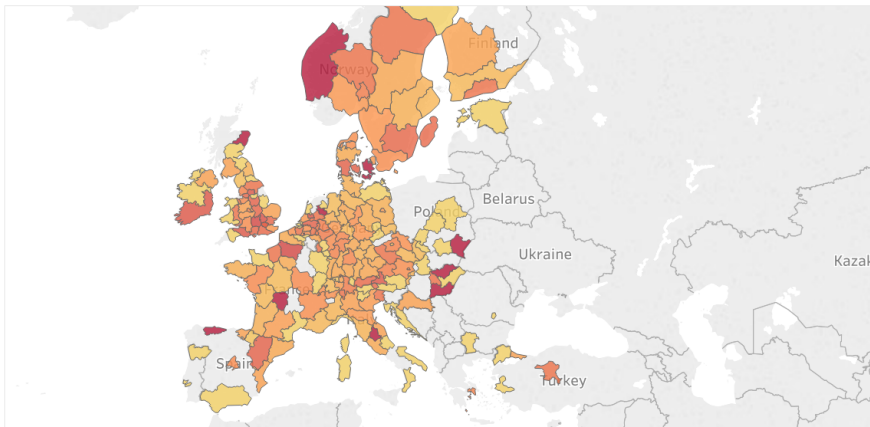 Finland
Norway
Poland
Belarus
Ukraine
Kazak
Spain
Turkey